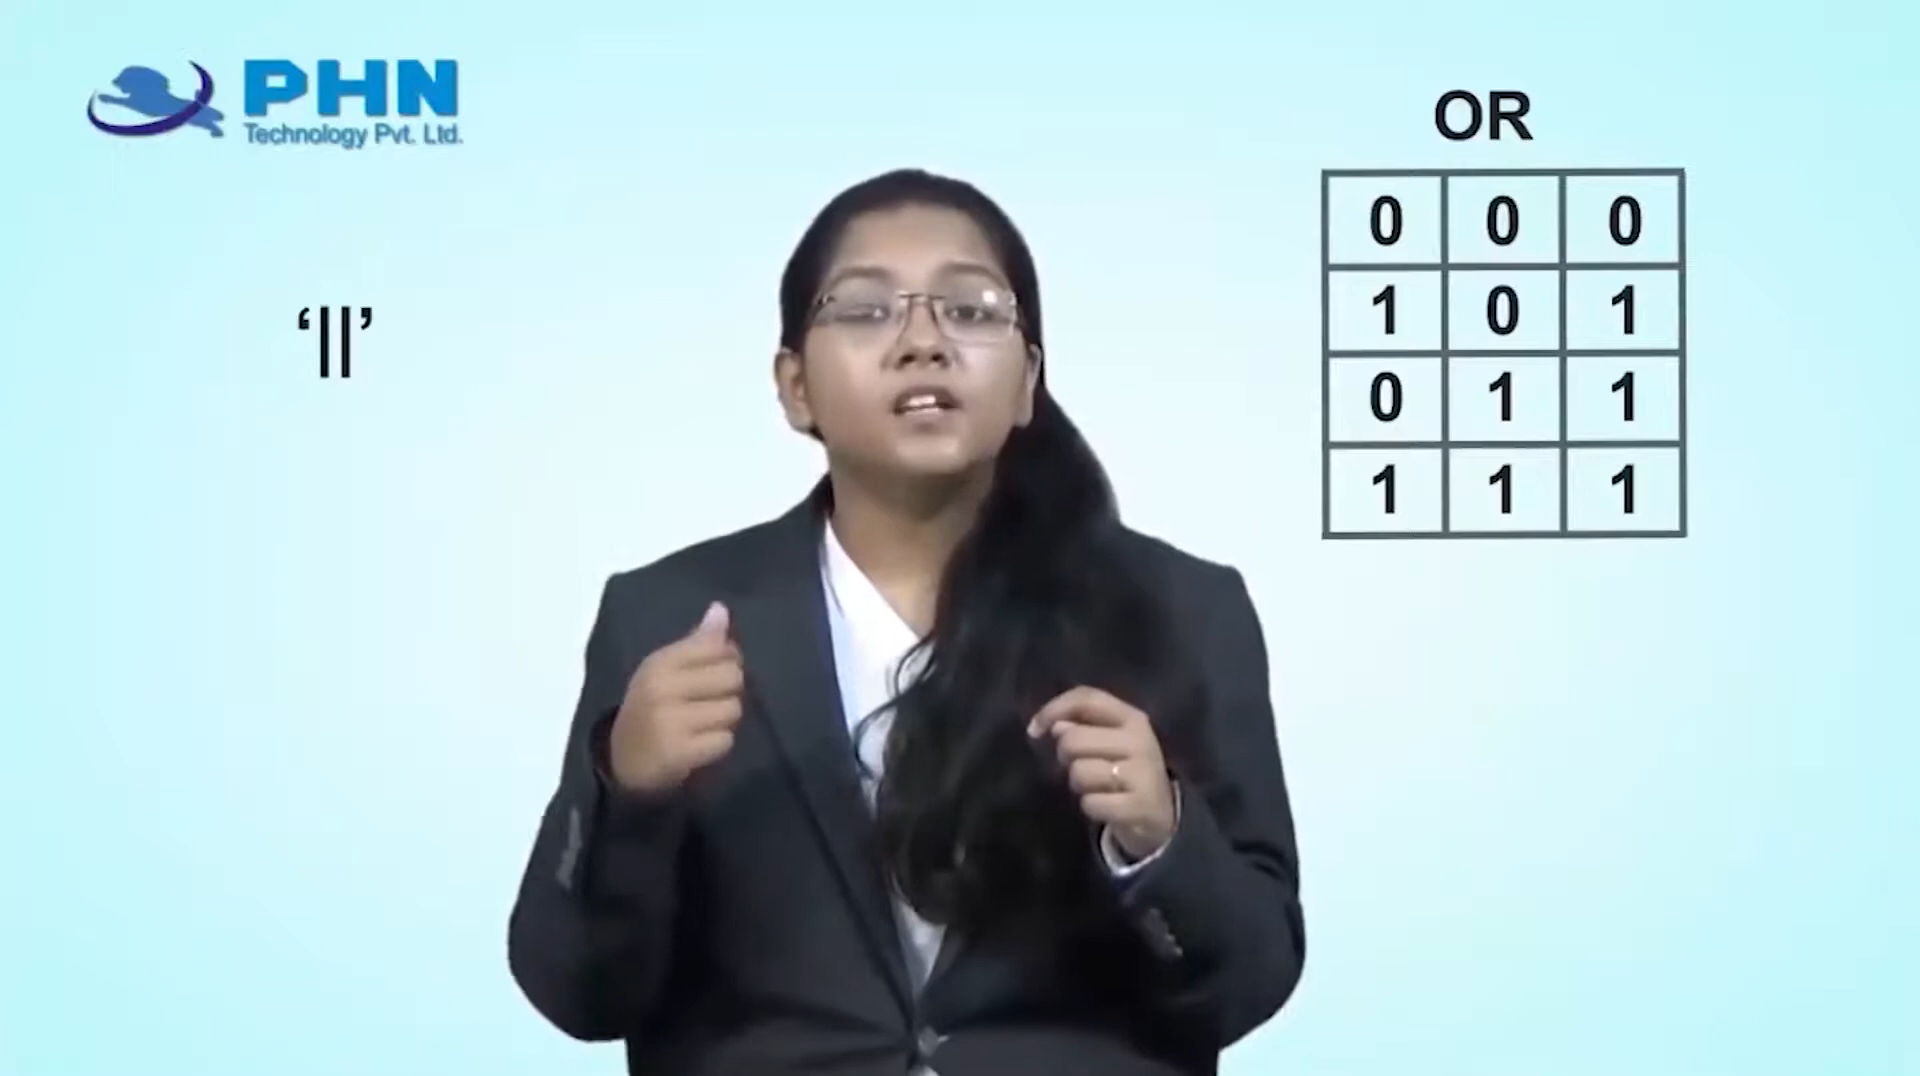 PHN
Technology Pvt. Ltd.
OR
0 0 0
1 0 1
0 1 1
1 1 1
‘||’